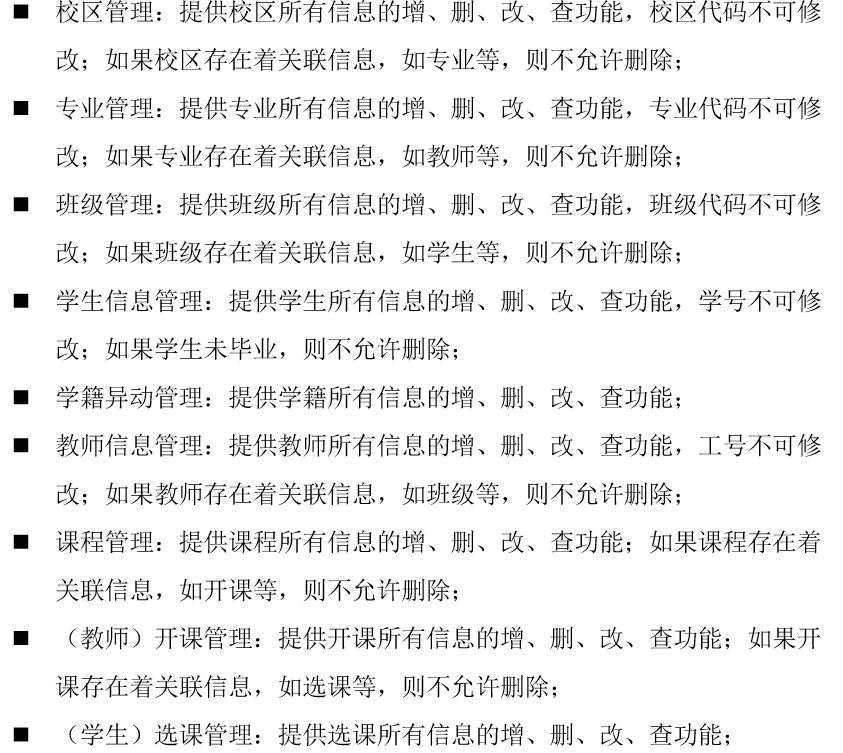 ■ 校区管理：提供校区所有信息的增、删、改、查功能，校区代码不可修
改；如果校区存在着关联信息，如专业等，则不允许删除；
■ 专业管理：提供专业所有信息的增、删、改、查功能，专业代码不可修
改；如果专业存在着关联信息，如教师等，则不允许删除；
■ 班级管理：提供班级所有信息的增、删、改、查功能，班级代码不可修
改；如果班级存在着关联信息，如学生等，则不允许删除；
■ 学生信息管理：提供学生所有信息的增、删、改、查功能，学号不可修
改；如果学生未毕业，则不允许删除；
■ 学籍异动管理：提供学籍所有信息的增、删、改、查功能；
■ 教师信息管理：提供教师所有信息的增、删、改、查功能，工号不可修
改；如果教师存在着关联信息，如班级等，则不允许删除；
■ 课程管理：提供课程所有信息的增、删、改、查功能；如果课程存在着
关联信息，如开课等，则不允许删除；
■ （教师）开课管理：提供开课所有信息的增、删、改、查功能；如果开
课存在着关联信息，如选课等，则不允许删除；
■ （学生）选课管理：提供选课所有信息的增、删、改、查功能；